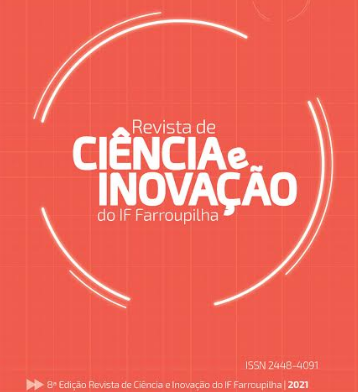 Revista de
CIÊNCIA e
INOVAÇÃO
do IF Farroupilha
ISSN 2448-4091
8ª Edição Revista de Ciência e Inovação do IF Farroupilha | 2021